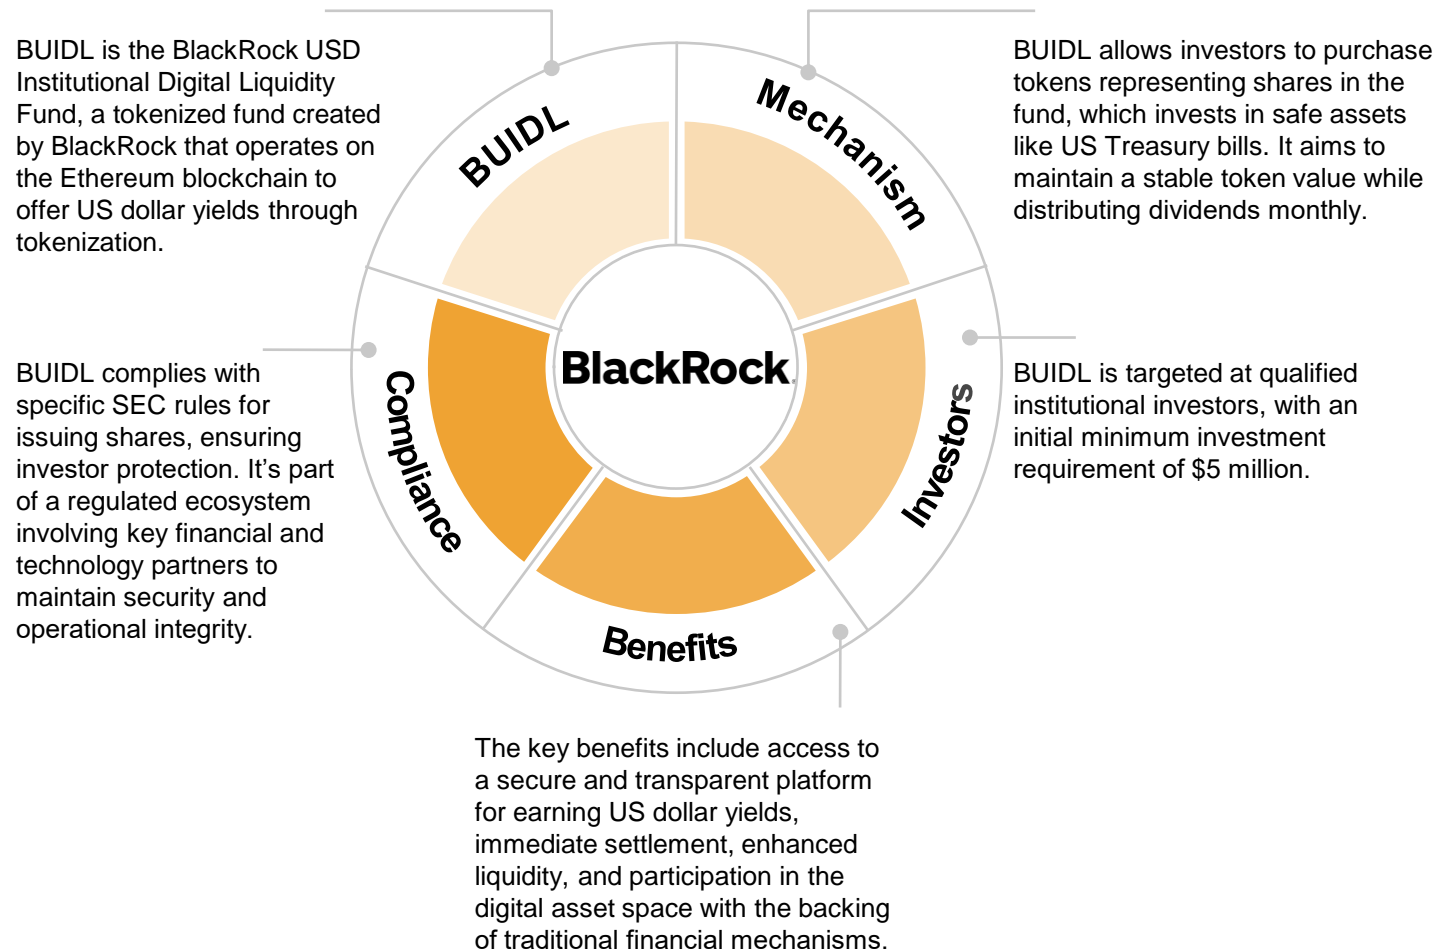 BUIDL is the BlackRock USD
Institutional Digital Liquidity
Fund, a tokenized fund created
by BlackRock that operates on
the Ethereum blockchain to
offer US dollar yields through
tokenization.
BUIDL
Mechanism
BUIDL allows investors to purchase
tokens representing shares in the
fund, which invests in safe assets
like US Treasury bills. It aims to
maintain a stable token value while
distributing dividends monthly.
BlackRock.
BUIDL complies with
specific SEC rules for
issuing shares, ensuring
investor protection. It’s part
of a regulated ecosystem
involving key financial and
technology partners to
maintain security and
operational integrity.
Compliance
Investors
BUIDL is targeted at qualified
institutional investors, with an
initial minimum investment
requirement of $5 million.
Benefits
The key benefits include access to
a secure and transparent platform
for earning US dollar yields,
immediate settlement, enhanced
liquidity, and participation in the
digital asset space with the backing
of traditional financial mechanisms.